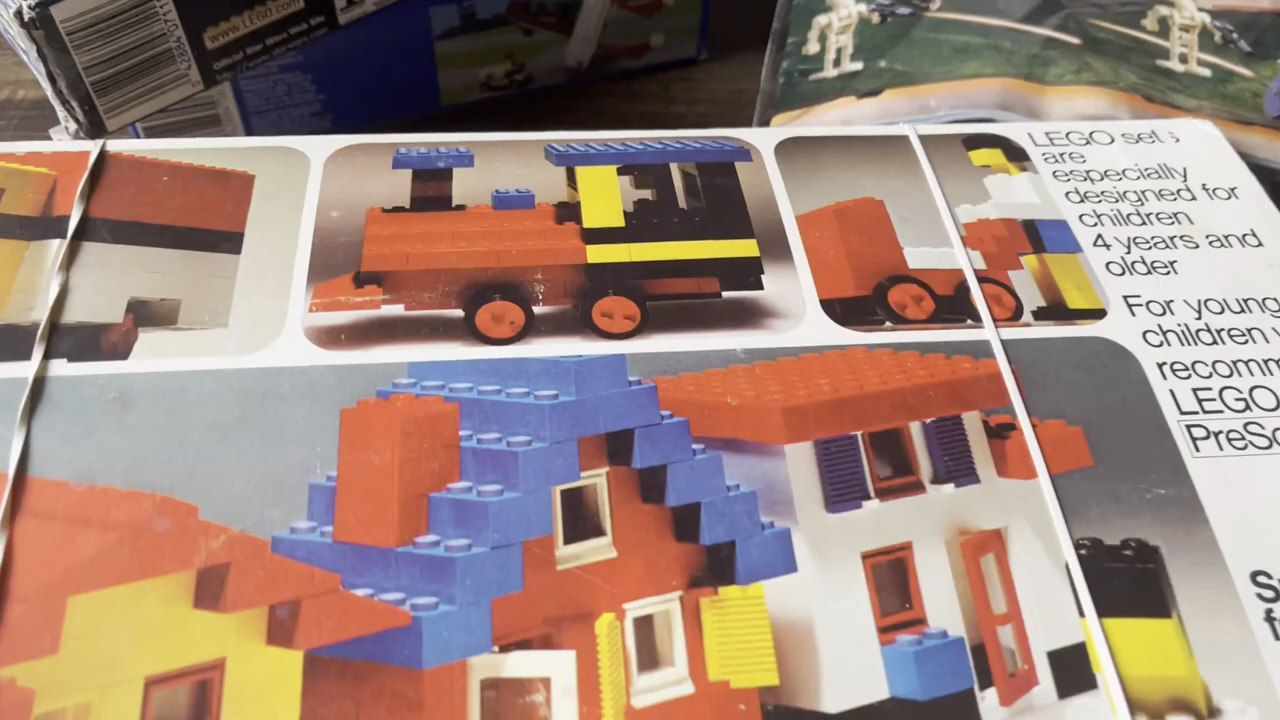 www.LEGO.com
LEGO sets
are
especially
designed for
children
4 years and
older
For young
children
recomm
LEGO
PreSc